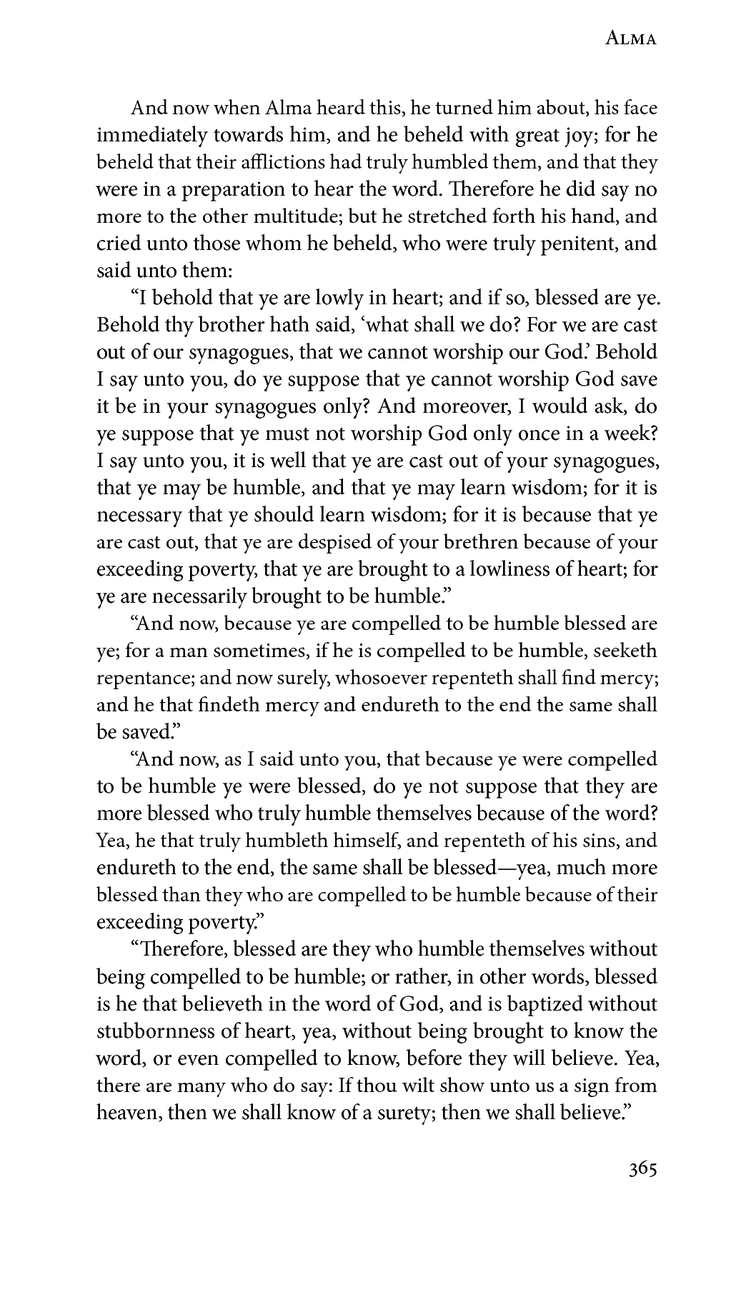 Alma
And now when Alma heard this, he turned him about, his face
immediately towards him, and he beheld with great joy; for he
beheld that their afflictions had truly humbled them, and that they
were in a preparation to hear the word. Therefore he did say no
more to the other multitude; but he stretched forth his hand, and
cried unto those whom he beheld, who were truly penitent, and
said unto them:
“I behold that ye are lowly in heart; and if so, blessed are ye.
Behold thy brother hath said, ‘what shall we do? For we are cast
out of our synagogues, that we cannot worship our God.’ Behold
I say unto you, do ye suppose that ye cannot worship God save
it be in your synagogues only? And moreover, I would ask, do
ye suppose that ye must not worship God only once in a week?
I say unto you, it is well that ye are cast out of your synagogues,
that ye may be humble, and that ye may learn wisdom; for it is
necessary that ye should learn wisdom; for it is because that ye
are cast out, that ye are despised of your brethren because of your
exceeding poverty, that ye are brought to a lowliness of heart; for
ye are necessarily brought to be humble.”
“And now, because ye are compelled to be humble blessed are
ye; for a man sometimes, if he is compelled to be humble, seeketh
repentance; and now surely, whosoever repenteth shall find mercy;
and he that findeth mercy and endureth to the end the same shall
be saved.”
“And now, as I said unto you, that because ye were compelled
to be humble ye were blessed, do ye not suppose that they are
more blessed who truly humble themselves because of the word?
Yea, he that truly humbleth himself, and repenteth of his sins, and
endureth to the end, the same shall be blessed—yea, much more
blessed than they who are compelled to be humble because of their
exceeding poverty.”
“Therefore, blessed are they who humble themselves without
being compelled to be humble; or rather, in other words, blessed
is he that believeth in the word of God, and is baptized without
stubbornness of heart, yea, without being brought to know the
word, or even compelled to know, before they will believe. Yea,
there are many who do say: If thou wilt show unto us a sign from
heaven, then we shall know of a surety; then we shall believe.”
365